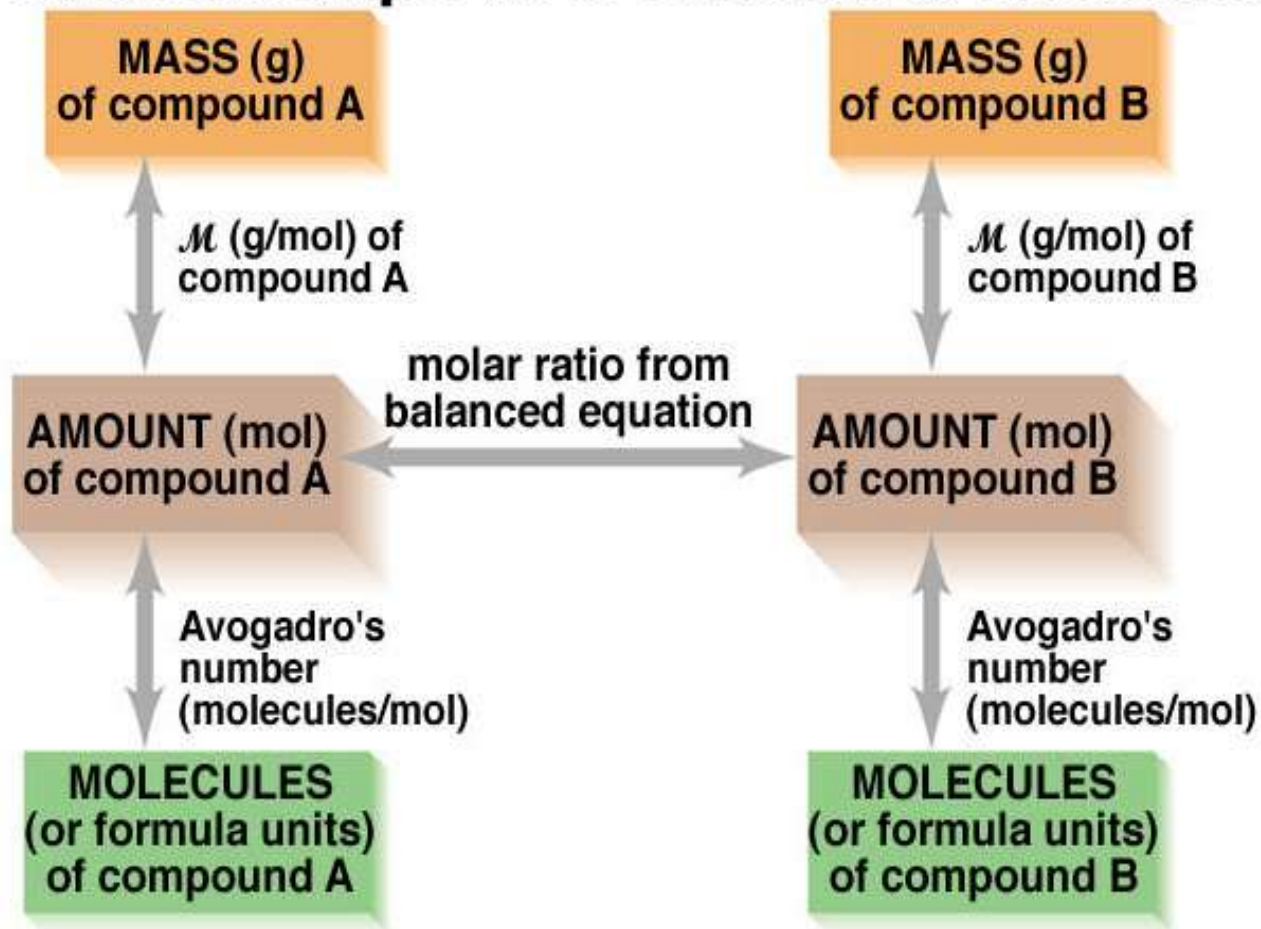 MASS (g)
of compound A
MASS (g)
of compound B
ℳ (g/mol) of
compound A
ℳ (g/mol) of
compound B
molar ratio from
balanced equation
AMOUNT (mol)
of compound A
AMOUNT (mol)
of compound B
Avogadro's
number
(molecules/mol)
Avogadro's
number
(molecules/mol)
MOLECULES
(or formula units)
of compound A
MOLECULES
(or formula units)
of compound B